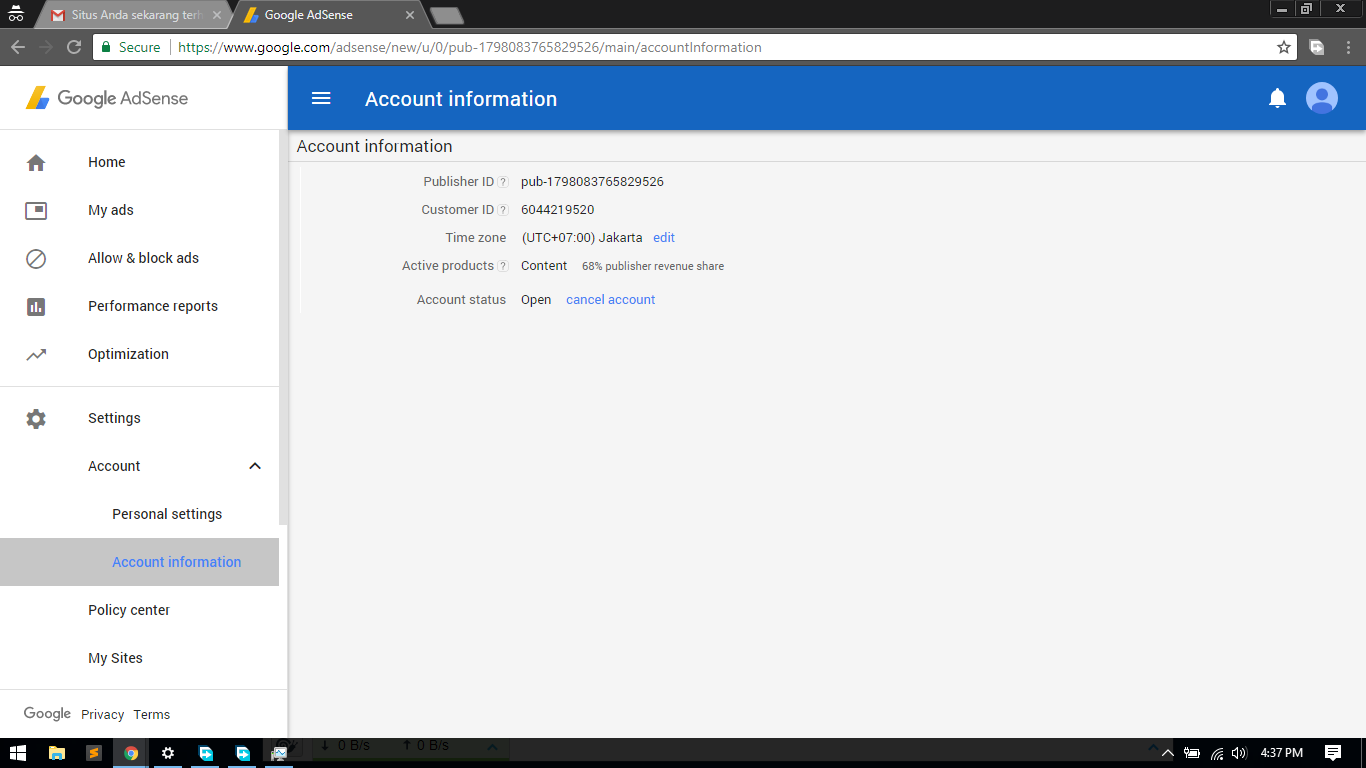 Situs Anda sekarang terh
Google AdSense
Secure
https://www.google.com/adsense/new/u/0/pub-1798083765829526/main/accountInformation
Google AdSense
Account information
Home
My ads
Allow & block ads
Performance reports
Optimization
Settings
Account
Personal settings
Account information
Policy center
My Sites
Google Privacy Terms
Account information
Publisher ID ? pub-1798083765829526
Customer ID ? 6044219520
Time zone (UTC+07:00) Jakarta edit
Active products ? Content 68% publisher revenue share
Account status Open cancel account
0 B/s 0 B/s
4:37 PM